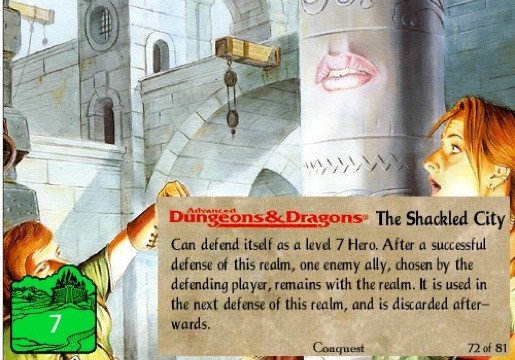 Advanced
Dungeons & Dragons® The Shackled City
Can defend itself as a level 7 Hero. After a successful
defense of this realm, one enemy ally, chosen by the
defending player, remains with the realm. It is used in
the next defense of this realm, and is discarded after–
wards.
7
Conquest 72 of 81